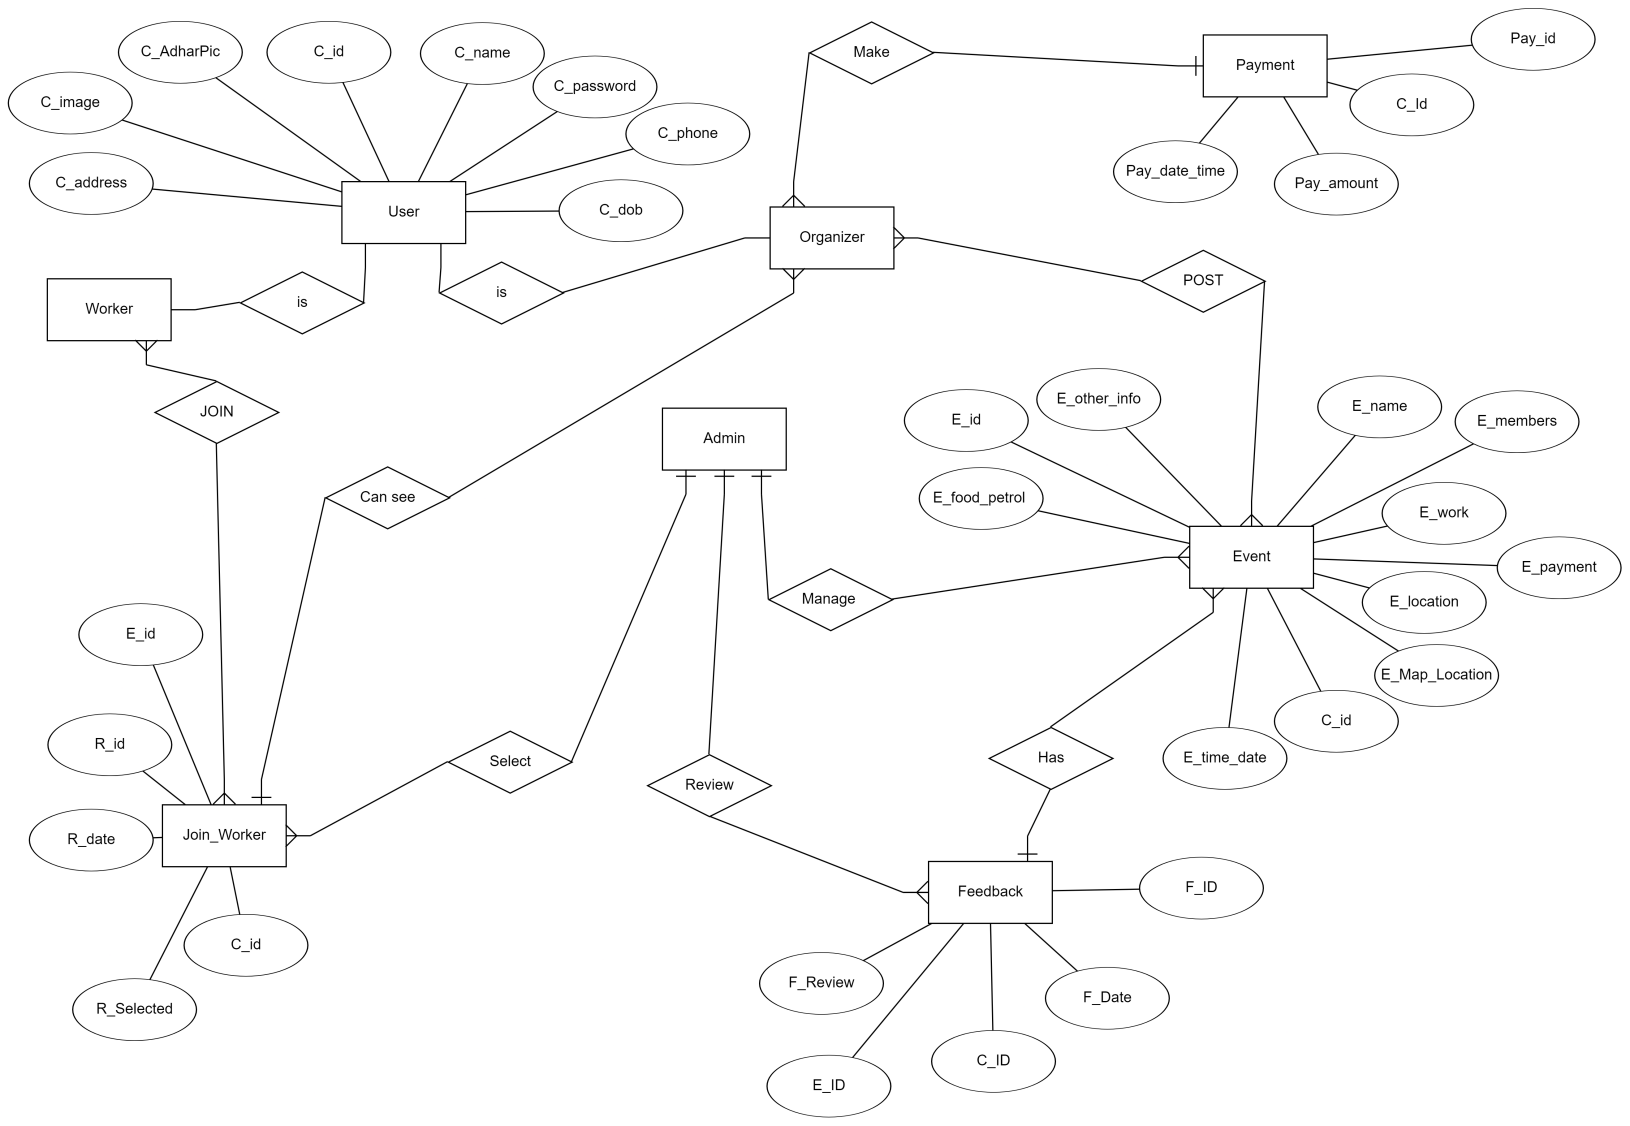 C_AdharPic
C_id
C_name
C_password
C_image
C_phone
C_address
User
C_dob
Make
Payment
Pay_id
C_Id
Pay_date_time
Pay_amount
Organizer
Worker
is
is
POST
JOIN
Can see
Admin
E_id
E_other_info
E_name
E_members
E_food_petrol
E_work
Event
E_payment
Manage
E_location
E_Map_Location
C_id
E_time_date
E_id
R_id
Select
Review
Has
R_date
Join_Worker
C_id
R_Selected
Feedback
F_ID
F_Review
F_Date
C_ID
E_ID